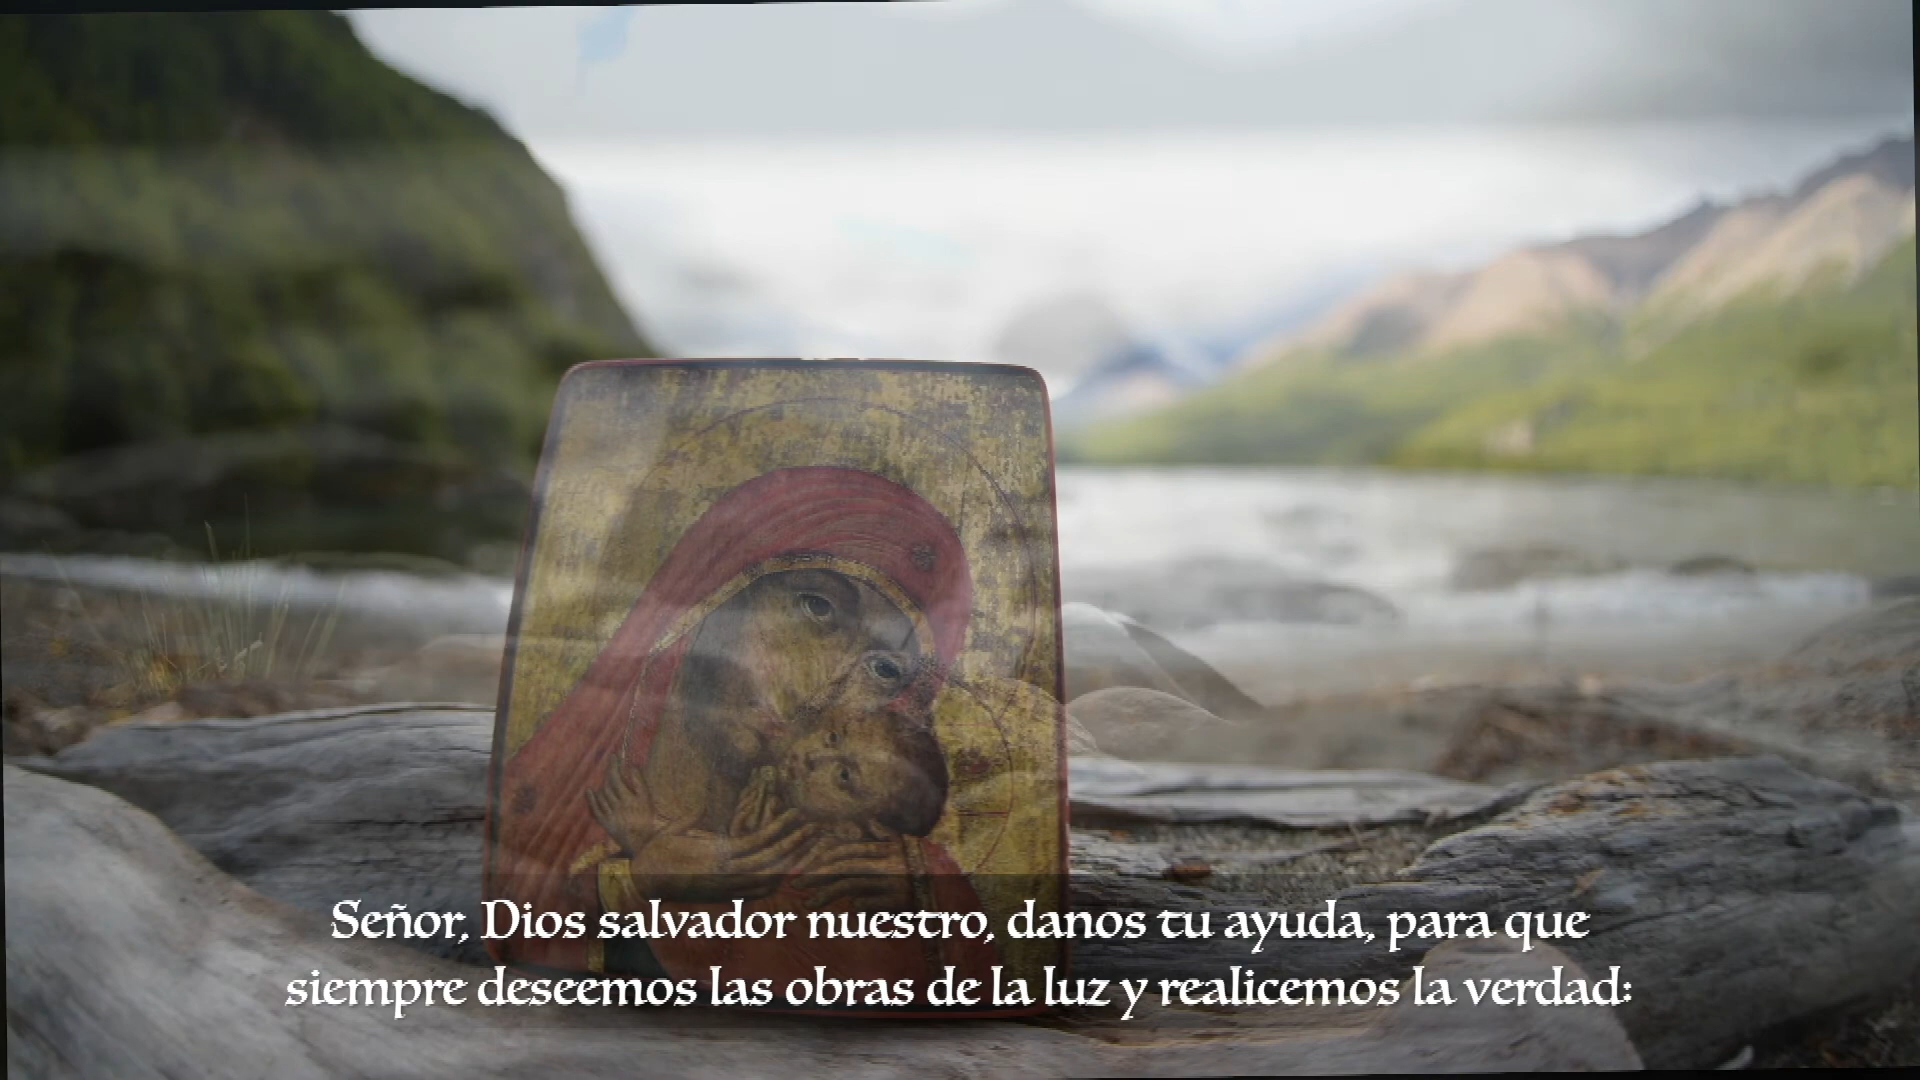 Señor, Dios salvador nuestro, danos tu ayuda, para que
siempre deseemos las obras de la luz y realicemos la verdad: